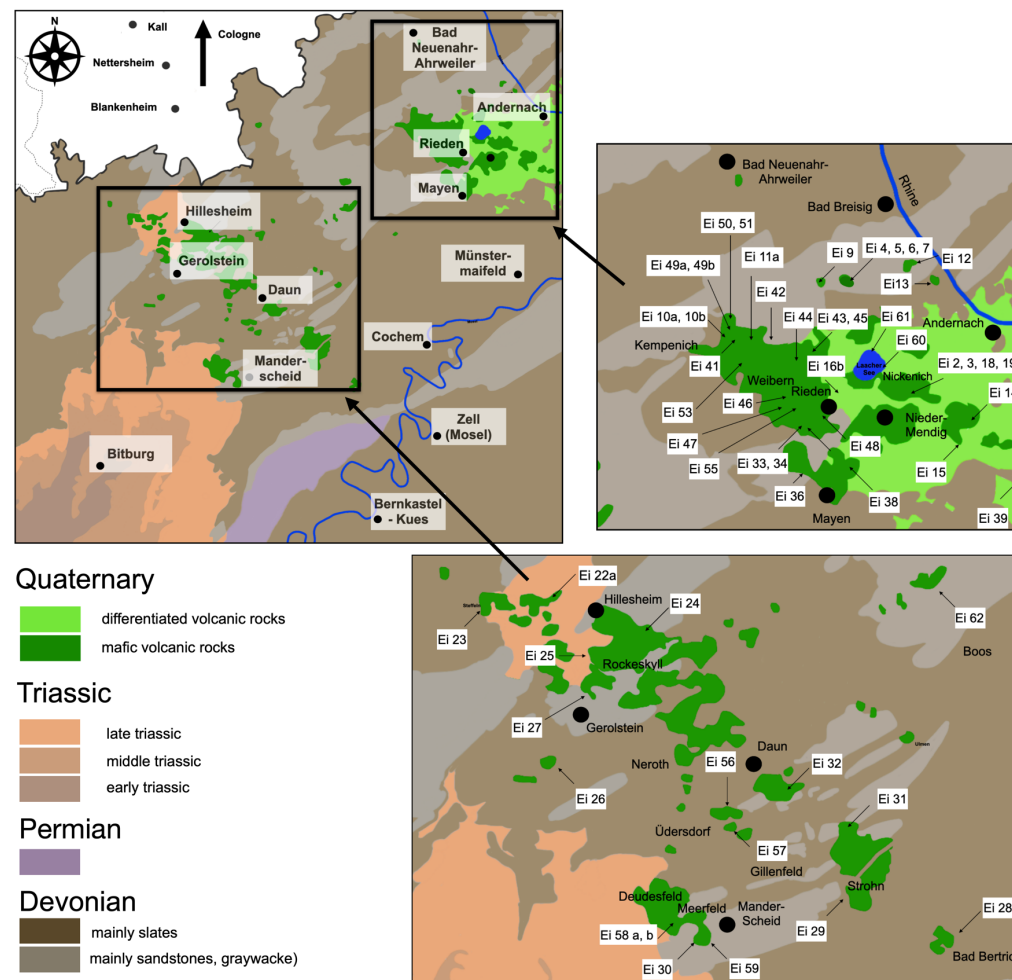 N
Kall
Cologne
Nettersheim
Blankenheim
Bad
Neuenahr-
Ahrweiler
Andernach
Rieden
Mayen
Hillesheim
Gerolstein
Daun
Mander-
scheid
Münster-
maifeld
Cochem
Zell
(Mosel)
Bitburg
Bernkastel
- Kues
Bad Neuenahr-
Ahrweiler
Rhine
Bad Breisig
Ei 50, 51
Ei 49a, 49b
Ei 11a
Ei 9
Ei 4, 5, 6, 7
Ei 12
Ei13
Ei 42
Ei 10a, 10b
Ei 44
Ei 43, 45
Ei 61
Andernach
Kempenich
Ei 60
Ei 41
Ei 16b
Laacher
See
Ei 2, 3, 18, 19
Nickenich
Weibern
Rieden
Ei 14
Ei 53
Ei 46
Nieder-
Mendig
Ei 47
Ei 48
Ei 55
Ei 33, 34
Ei 15
Ei 36
Ei 38
Mayen
Ei 39
Quaternary
differentiated volcanic rocks
mafic volcanic rocks
Triassic
late triassic
middle triassic
early triassic
Permian
Devonian
mainly slates
mainly sandstones, graywacke)
Ei 22a
Hillesheim
Ei 24
Steffeln
Ei 23
Ei 62
Ei 25
Rockeskyll
Boos
Ei 27
Gerolstein
Ulmen
Daun
Neroth
Ei 56
Ei 32
Ei 26
Ei 31
Üdersdorf
Ei 57
Gillenfeld
Strohn
Deudesfeld
Meerfeld
Mander-
Scheid
Ei 28
Ei 58 a, b
Ei 29
Bad Bertric
Ei 30
Ei 59